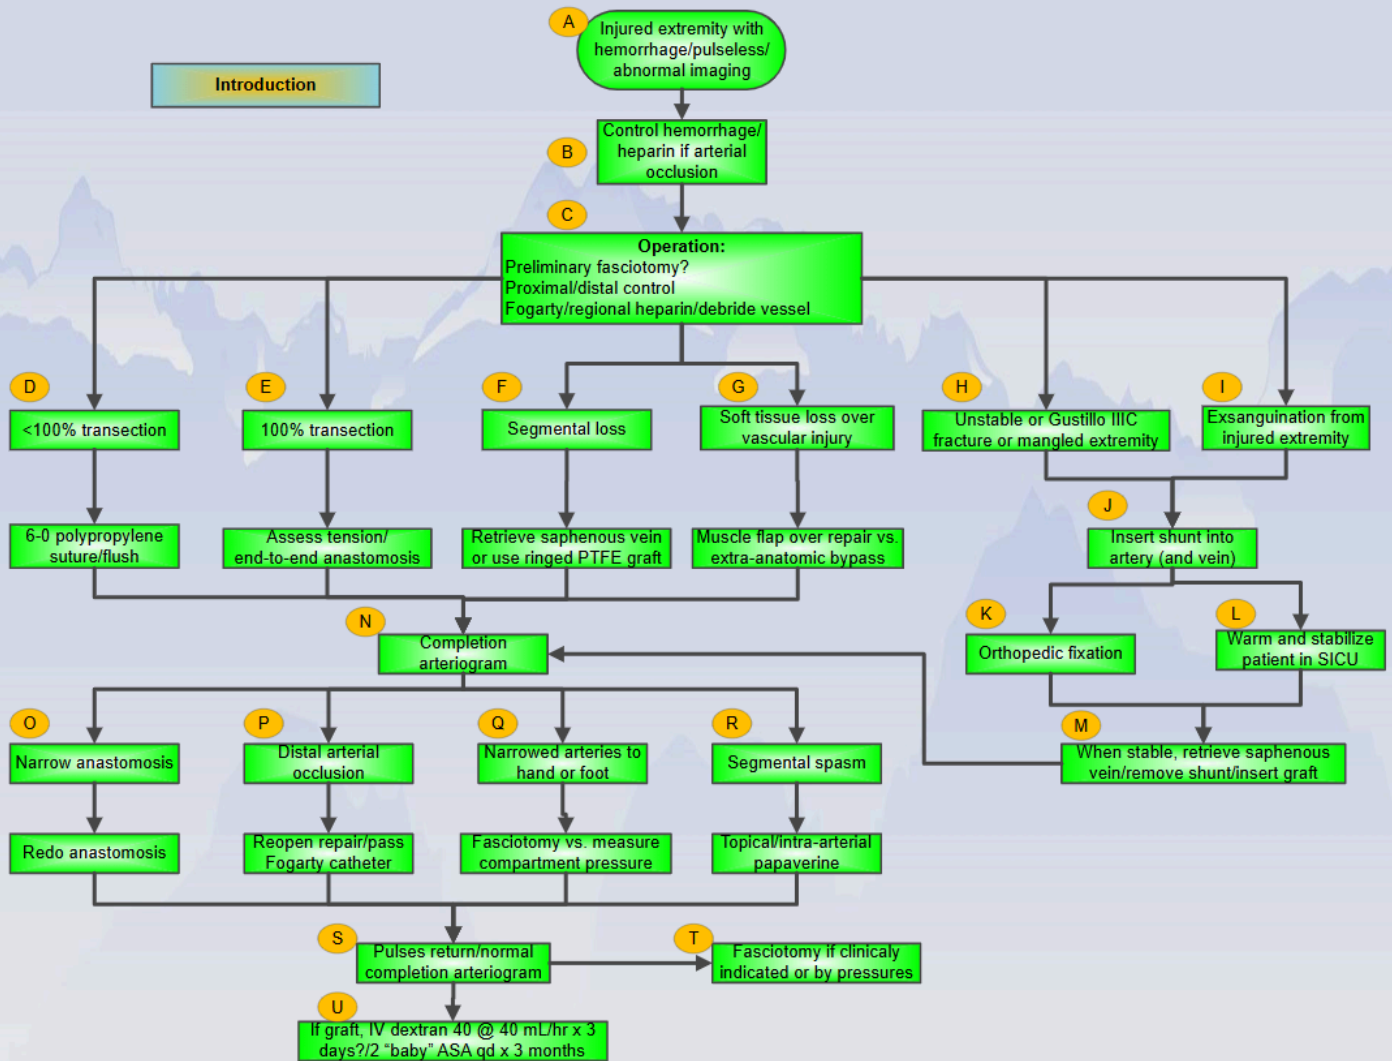 A
Injured extremity with
hemorrhage/pulseless/
abnormal imaging
Introduction
B
Control hemorrhage/
heparin if arterial
occlusion
C
Operation:
Preliminary fasciotomy?
Proximal/distal control
Fogarty/regional heparin/debride vessel
D
<100% transection
E
100% transection
F
Segmental loss
G
Soft tissue loss over
vascular injury
H
Unstable or Gustillo IIIC
fracture or mangled extremity
I
Exsanguination from
injured extremity
6-0 polypropylene
suture/flush
Assess tension/
end-to-end anastomosis
Retrieve saphenous vein
or use ringed PTFE graft
Muscle flap over repair vs.
extra-anatomic bypass
J
Insert shunt into
artery (and vein)
K
Orthopedic fixation
L
Warm and stabilize
patient in SICU
N
Completion
arteriogram
M
When stable, retrieve saphenous
vein/remove shunt/insert graft
O
Narrow anastomosis
P
Distal arterial
occlusion
Q
Narrowed arteries to
hand or foot
R
Segmental spasm
Redo anastomosis
Reopen repair/pass
Fogarty catheter
Fasciotomy vs. measure
compartment pressure
Topical/intra-arterial
papaverine
S
Pulses return/normal
completion arteriogram
T
Fasciotomy if clinicaly
indicated or by pressures
U
If graft, IV dextran 40 @ 40 mL/hr x 3
days?/2 “baby” ASA qd x 3 months